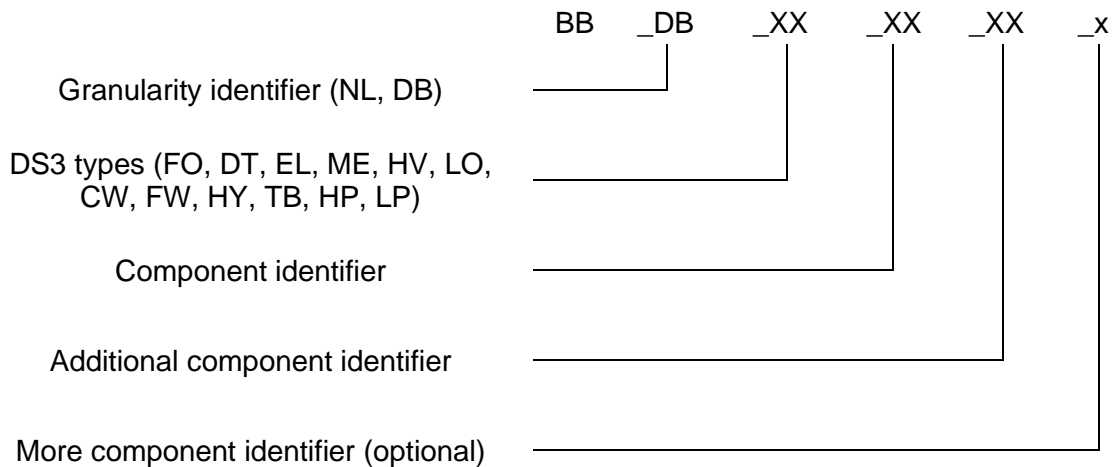 BB _DB _XX _XX _XX _x
Granularity identifier (NL, DB)
DS3 types (FO, DT, EL, ME, HV, LO,
CW, FW, HY, TB, HP, LP)
Component identifier
Additional component identifier
More component identifier (optional)